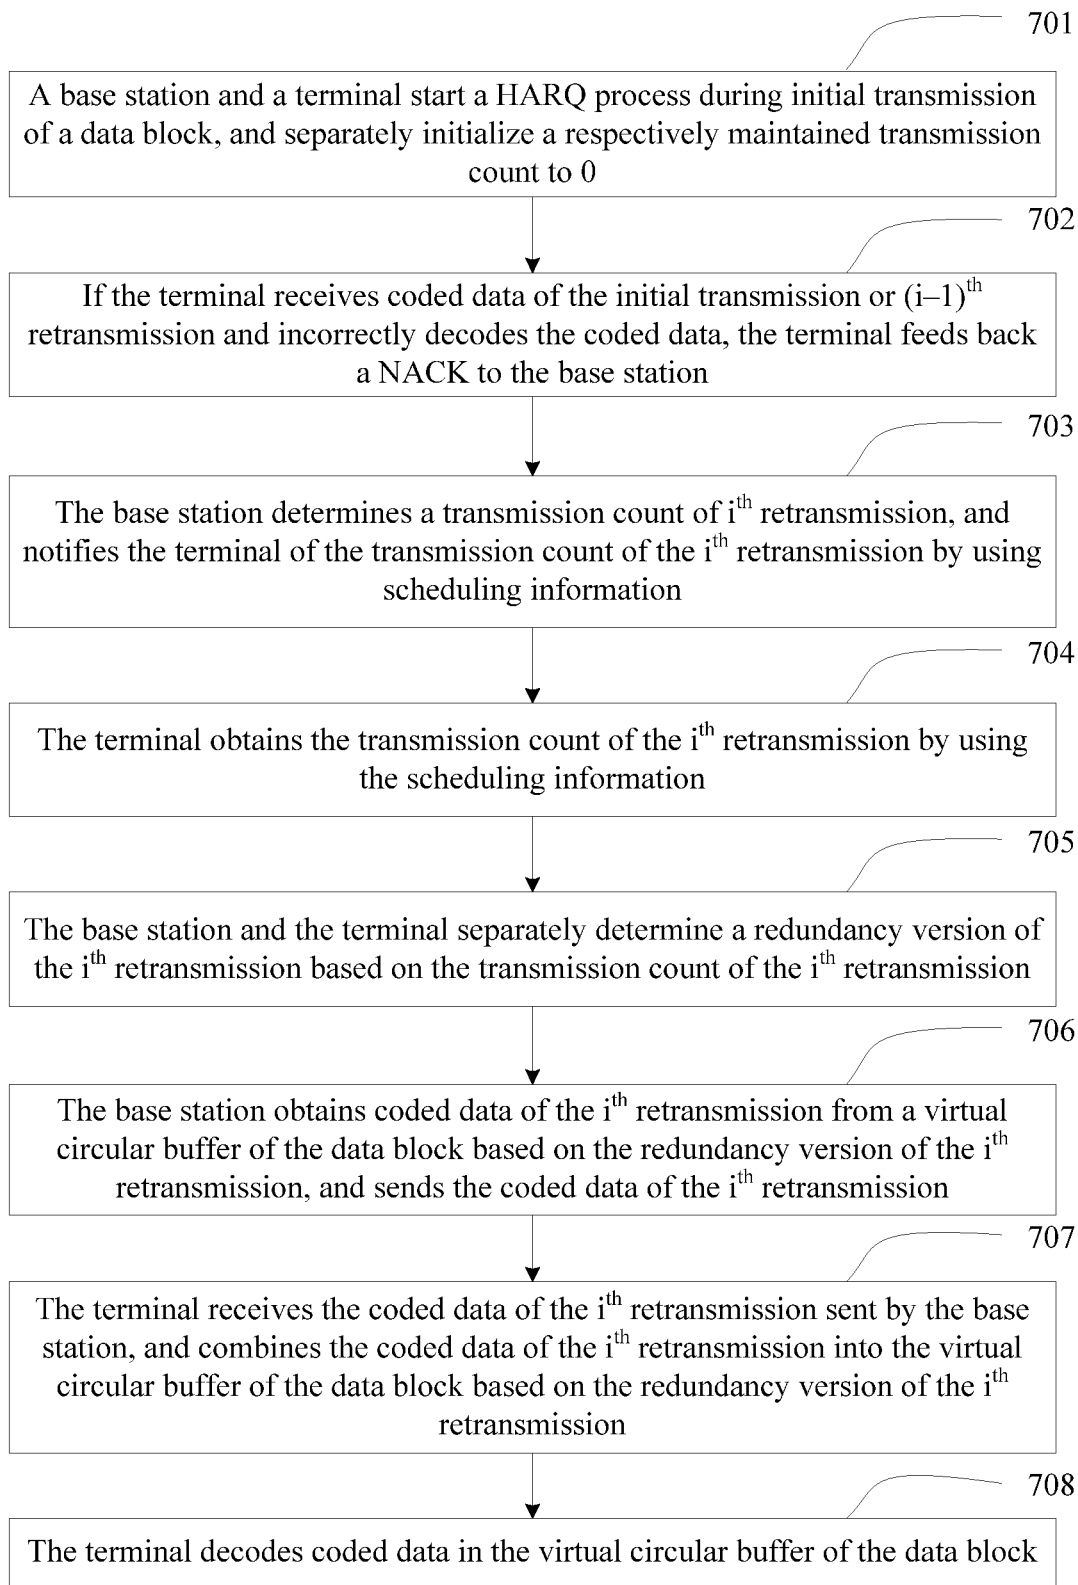 701
A base station and a terminal start a HARQ process during initial transmission
of a data block, and separately initialize a respectively maintained transmission
count to 0
702
If the terminal receives coded data of the initial transmission or (i–1)th
retransmission and incorrectly decodes the coded data, the terminal feeds back
a NACK to the base station
703
The base station determines a transmission count of ith retransmission, and
notifies the terminal of the transmission count of the ith retransmission by using
scheduling information
704
The terminal obtains the transmission count of the ith retransmission by using
the scheduling information
705
The base station and the terminal separately determine a redundancy version of
the ith retransmission based on the transmission count of the ith retransmission
706
The base station obtains coded data of the ith retransmission from a virtual
circular buffer of the data block based on the redundancy version of the ith
retransmission, and sends the coded data of the ith retransmission
707
The terminal receives the coded data of the ith retransmission sent by the base
station, and combines the coded data of the ith retransmission into the virtual
circular buffer of the data block based on the redundancy version of the ith
retransmission
708
The terminal decodes coded data in the virtual circular buffer of the data block